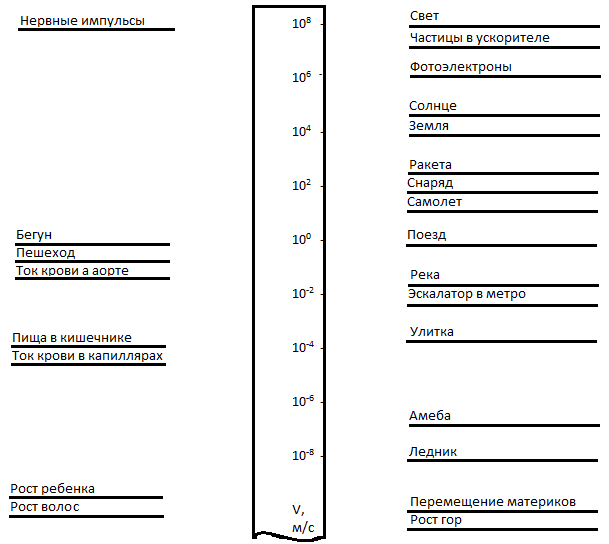 Нервные импульсы
Бегун
Пешеход
Ток крови а аорте
Пища в кишечнике
Ток крови в капиллярах
Рост ребенка
Рост волос
10⁸
10⁶
10⁴
10²
10⁰
10⁻²
10⁻⁴
10⁻⁶
10⁻⁸
V,
м/с
Свет
Частицы в ускорителе
Фотоэлектроны
Солнце
Земля
Ракета
Снаряд
Самолет
Поезд
Река
Эскалатор в метро
Улитка
Амеба
Ледник
Перемещение материков
Рост гор